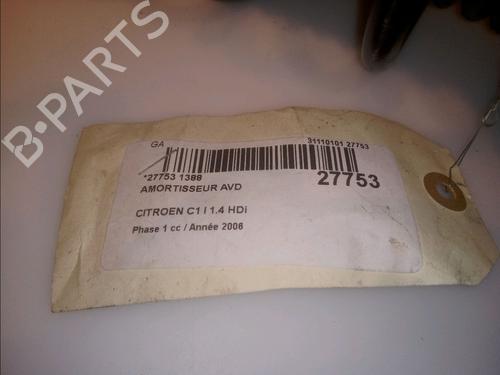 B-PARTS
GA
31110101 27753
*27753 1388
27753
AMORTISSEUR AVD
CITROEN C1 I 1.4 HDi
Phase 1 cc / Année 2006